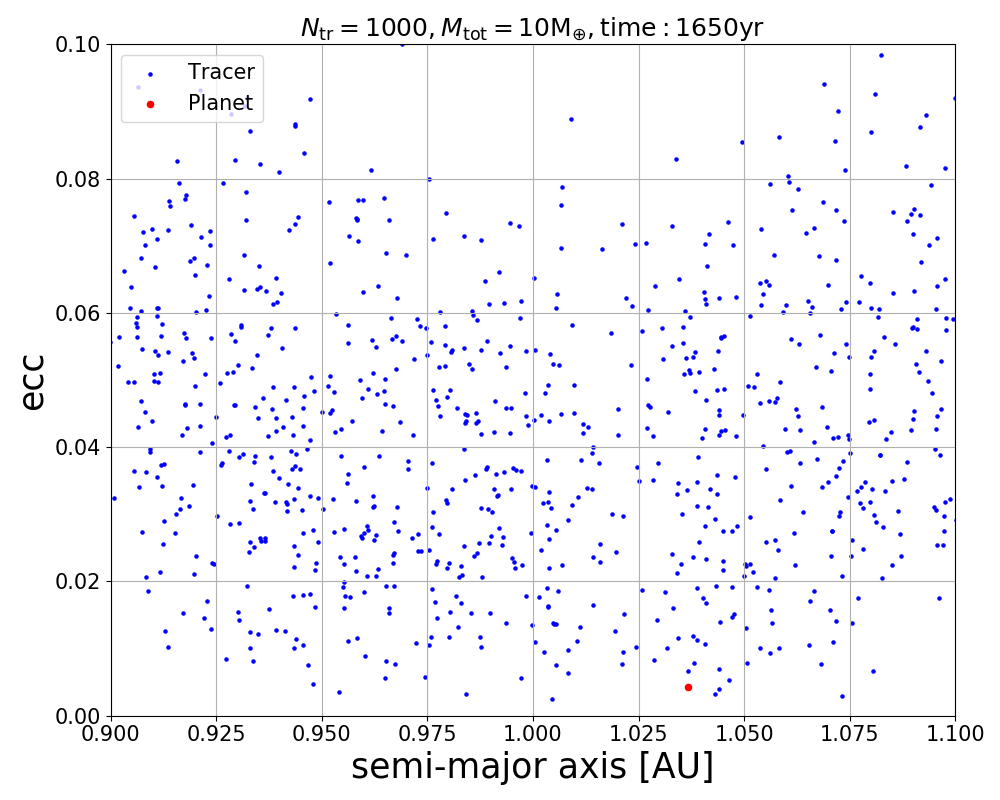 N_tr = 1000, M_tot = 10M_⊕, time : 1650yr
Tracer
Planet
ecc
0.10
0.08
0.06
0.04
0.02
0.00
0.900 0.925 0.950 0.975 1.000 1.025 1.050 1.075 1.100
semi-major axis [AU]